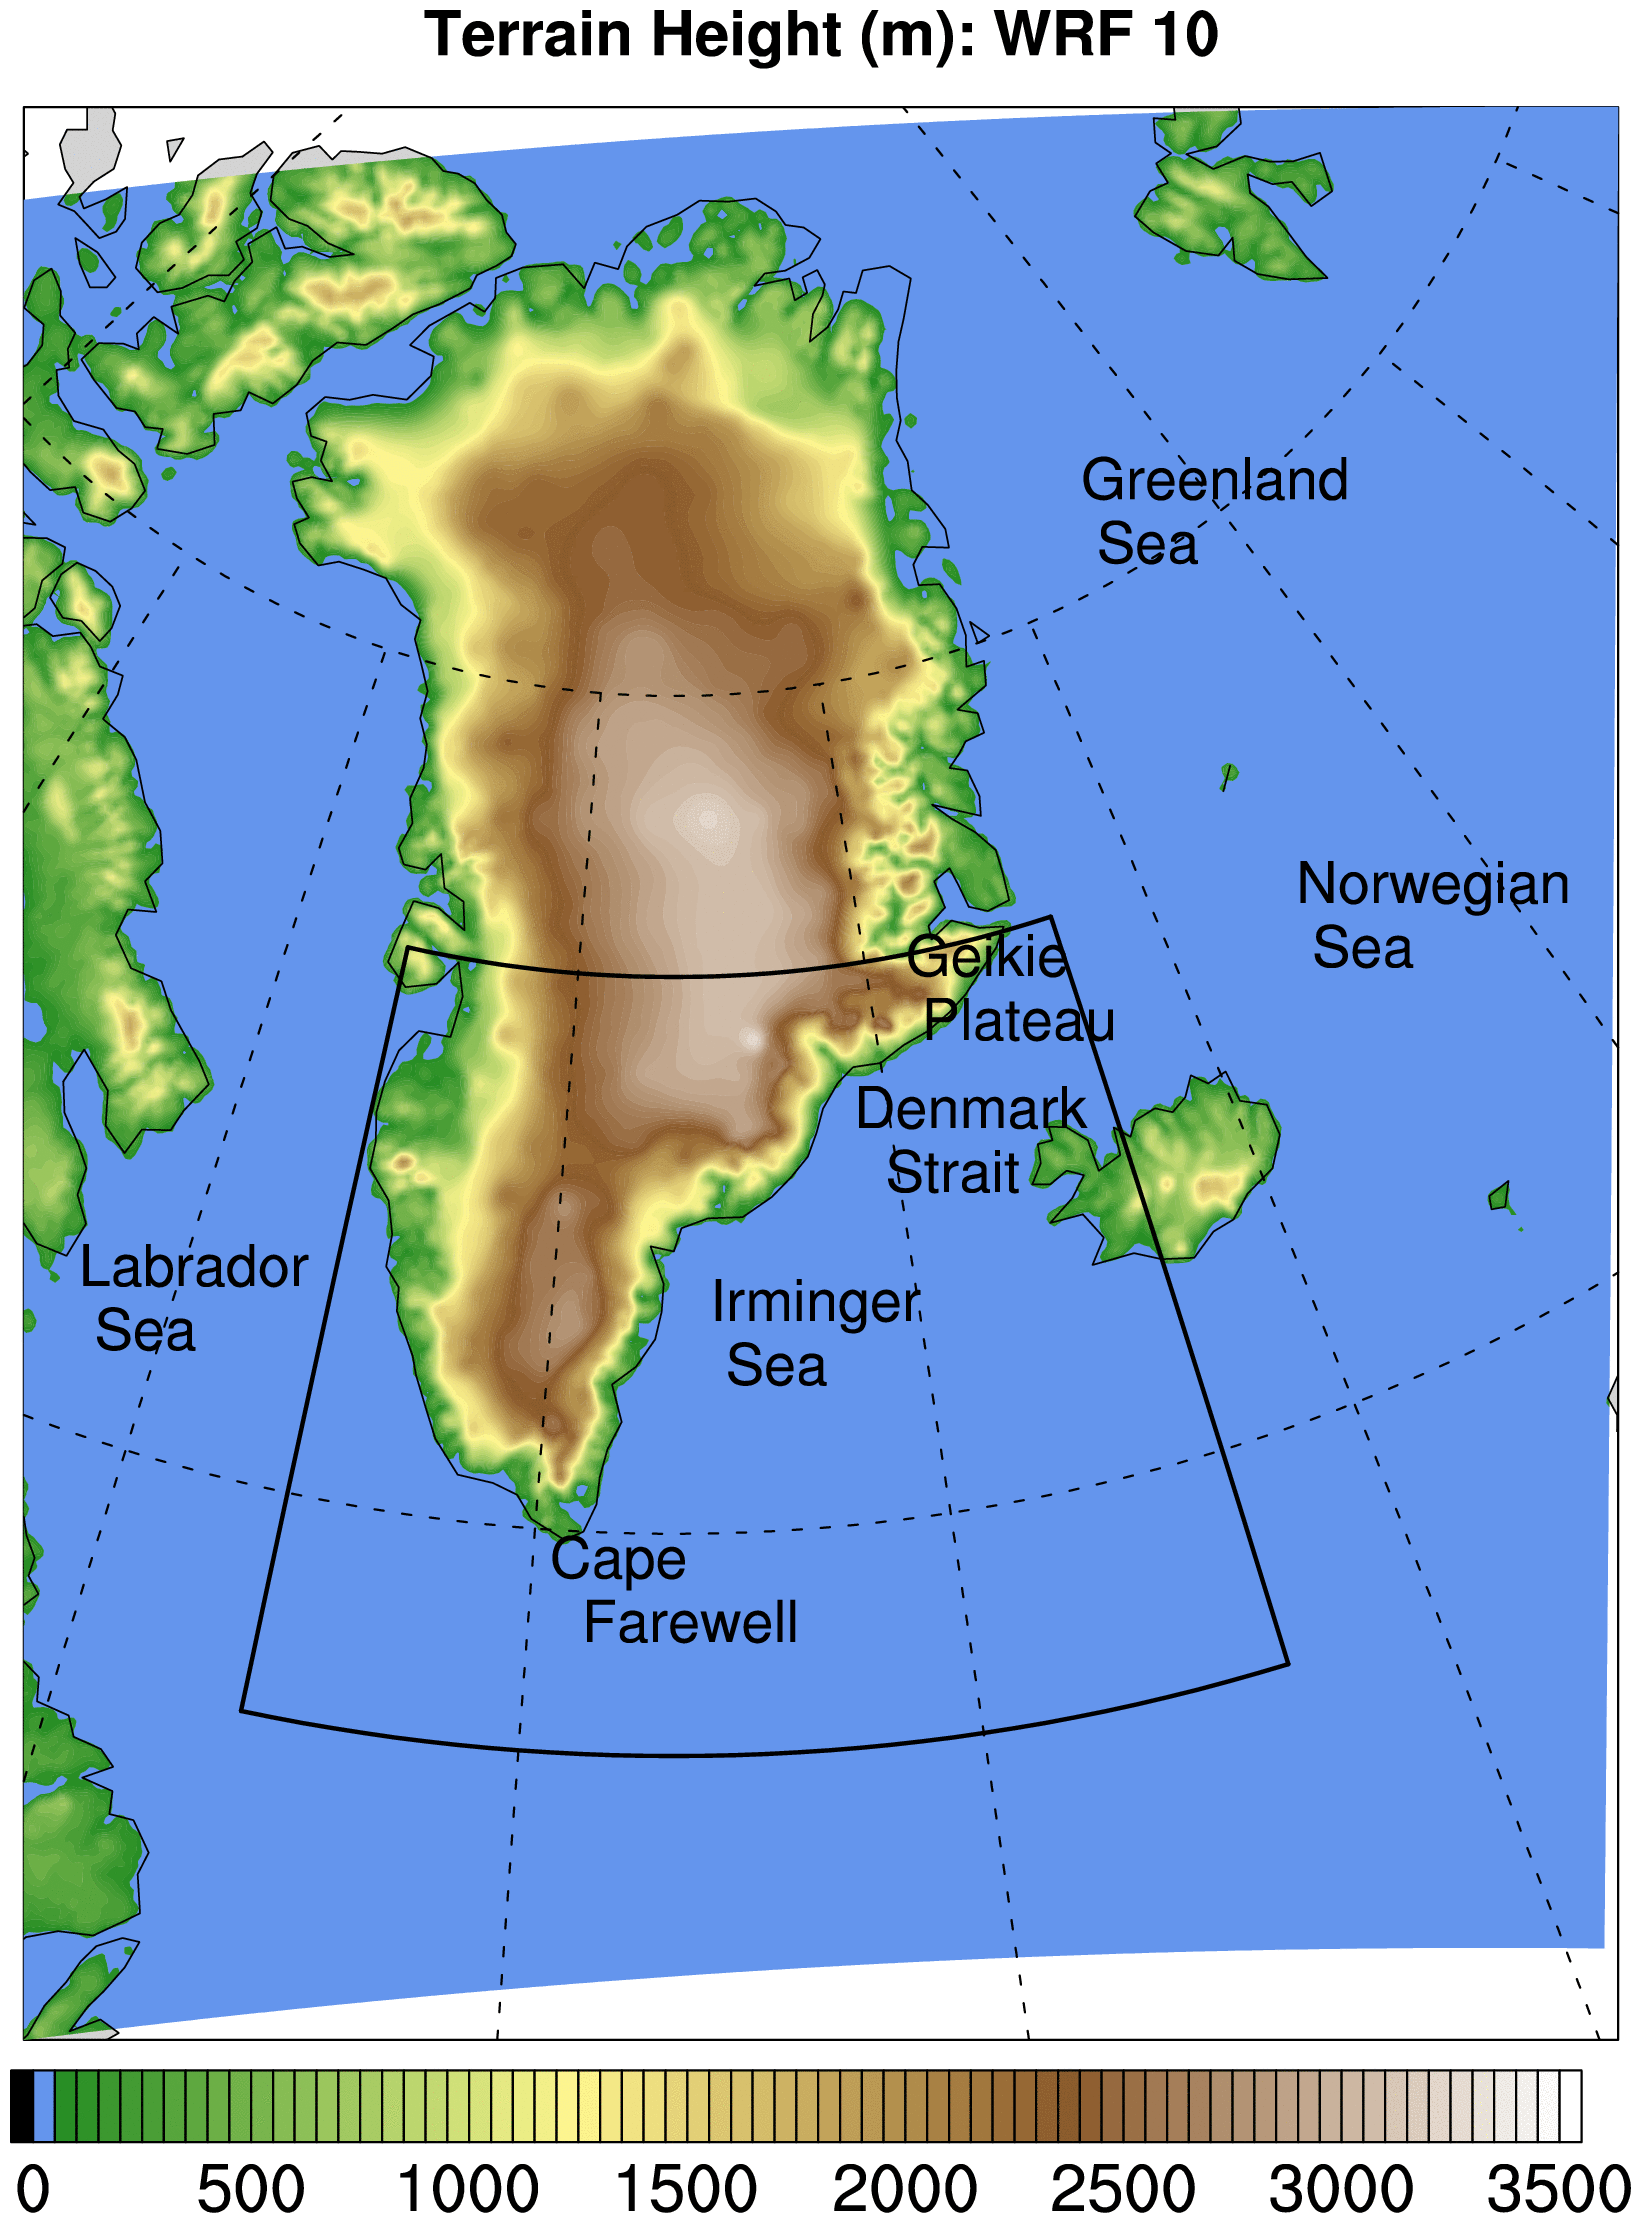 Terrain Height (m): WRF 10
Greenland
Sea
Norwegian
Sea
Geikie
Plateau
Denmark
Strait
Labrador
Sea
Irminger
Sea
Cape
Farewell
0 500 1000 1500 2000 2500 3000 3500